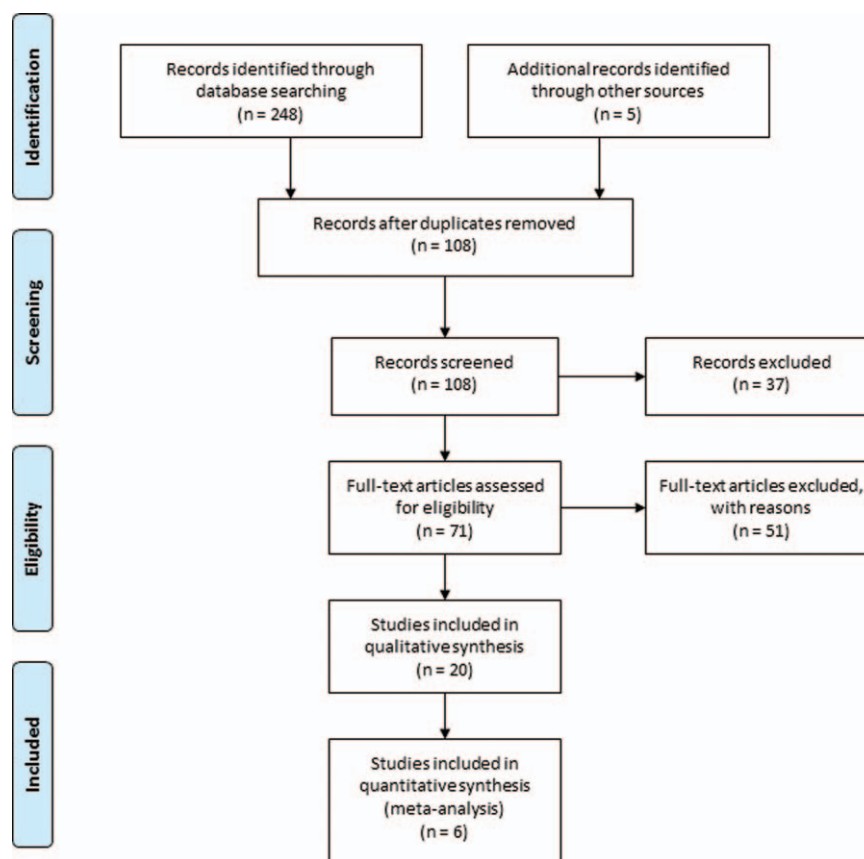 Identification
Records identified through
database searching
(n = 248)
Additional records identified
through other sources
(n = 5)
Records after duplicates removed
(n = 108)
Screening
Records screened
(n = 108)
Records excluded
(n = 37)
Eligibility
Full-text articles assessed
for eligibility
(n = 71)
Full-text articles excluded,
with reasons
(n = 51)
Studies included in
qualitative synthesis
(n = 20)
Included
Studies included in
quantitative synthesis
(meta-analysis)
(n = 6)